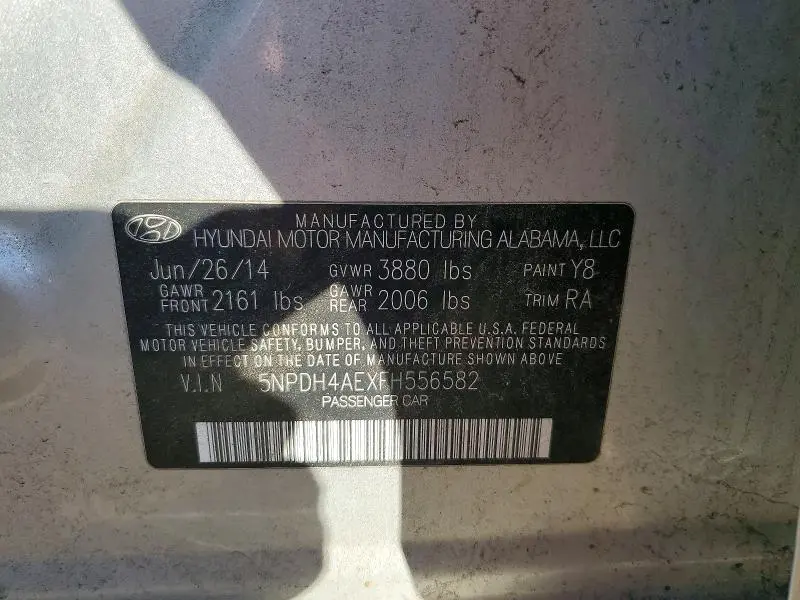 MANUFACTURED BY
HYUNDAI MOTOR MANUFACTURING ALABAMA, LLC
Jun/26/14 GVWR 3880 lbs PAINT Y8
GAWR FRONT 2161 lbs GAWR REAR 2006 lbs TRIM RA
THIS VEHICLE CONFORMS TO ALL APPLICABLE U.S.A. FEDERAL
MOTOR VEHICLE SAFETY, BUMPER, AND THEFT PREVENTION STANDARDS
IN EFFECT ON THE DATE OF MANUFACTURE SHOWN ABOVE
V.I.N 5NPDH4AEXFH556582
PASSENGER CAR